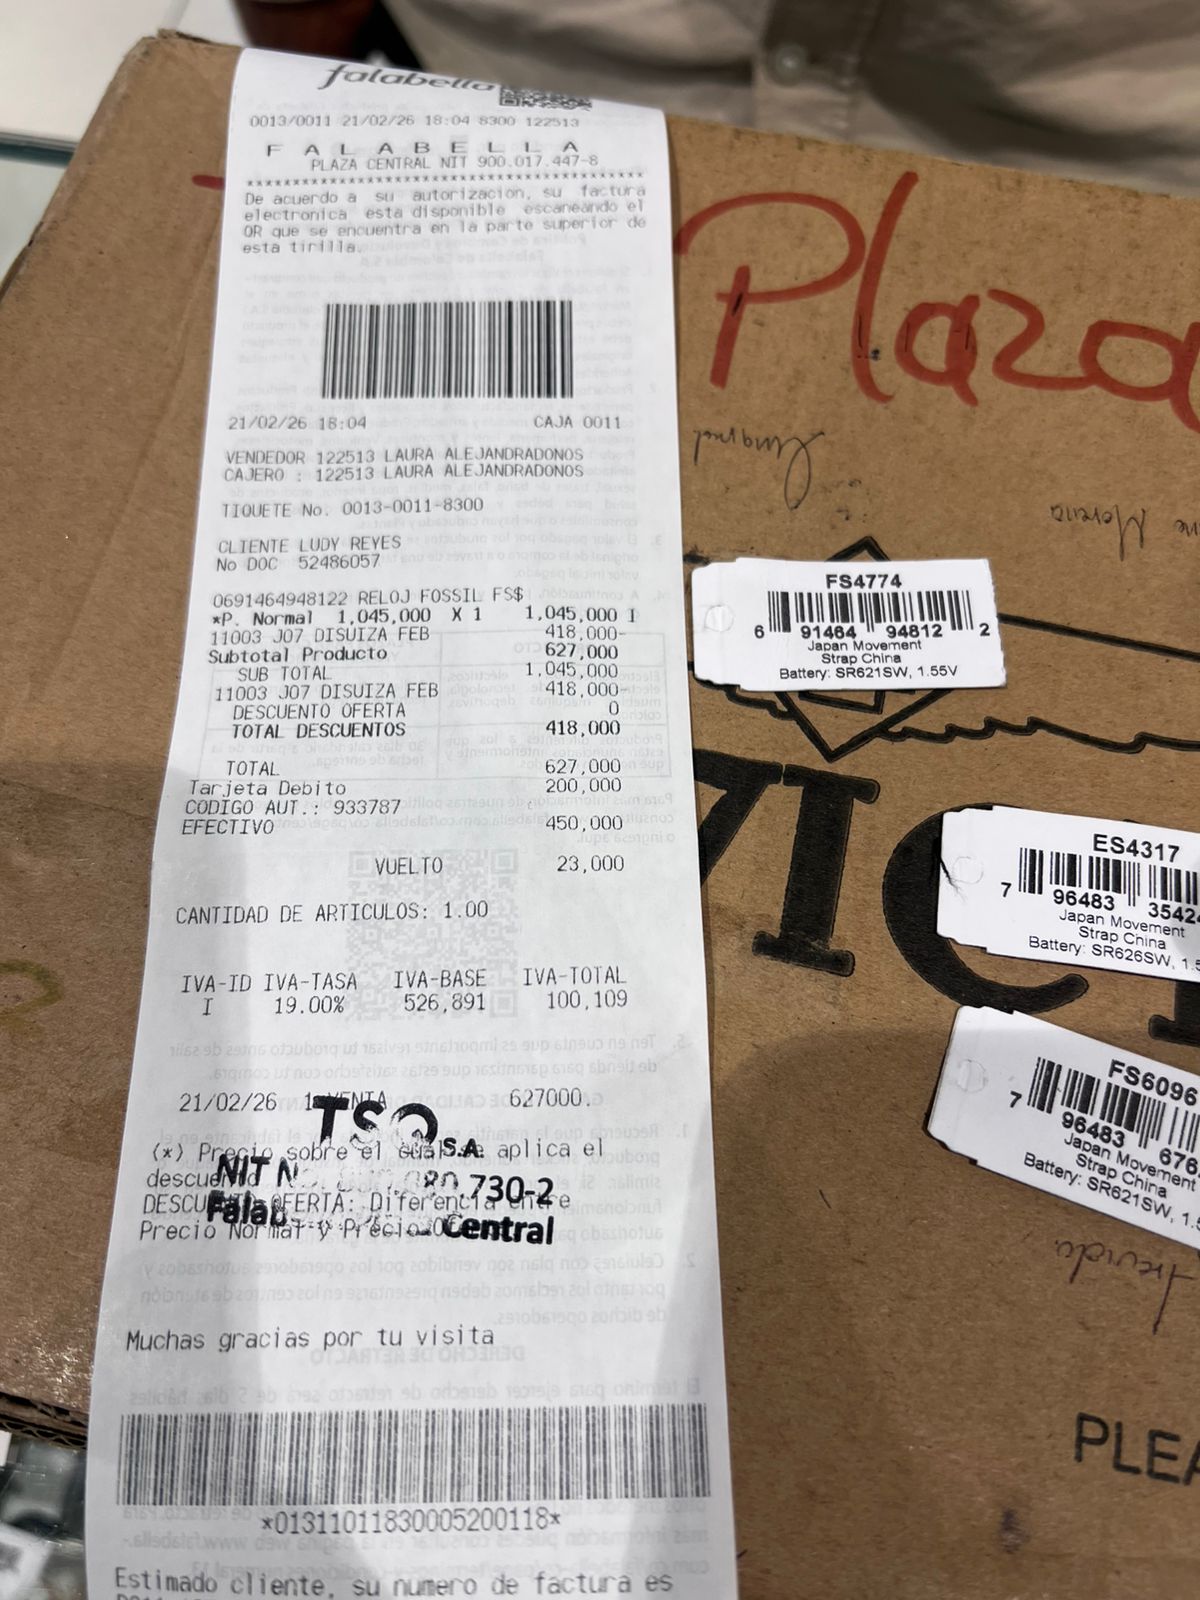 falabella
0013/0011 21/02/26 18:04 8300 122513
F A L A B E L L A
PLAZA CENTRAL NIT 900.017.447-8
****************************************
De acuerdo a su autorizacion, su factura
electronica esta disponible escaneando el
QR que se encuentra en la parte superior de
esta tirilla.
21/02/26 18:04 CAJA 0011
VENDEDOR 122513 LAURA ALEJANDRADONOS
CAJERO : 122513 LAURA ALEJANDRADONOS
TIQUETE No. 0013-0011-8300
CLIENTE LUDY REYES
No DOC 52486057
0691464948122 RELOJ FOSSIL FS$
*P. Normal 1,045,000 X 1 1,045,000 I
11003 J07 DISUIZA FEB 418,000-
Subtotal Producto 627,000
SUB TOTAL 1,045,000
11003 J07 DISUIZA FEB 418,000-
DESCUENTO OFERTA 0
TOTAL DESCUENTOS 418,000
TOTAL 627,000
Tarjeta Debito 200,000
CODIGO AUT.: 933787
EFECTIVO 450,000
VUELTO 23,000
CANTIDAD DE ARTICULOS: 1.00
IVA-ID IVA-TASA IVA-BASE IVA-TOTAL
I 19.00% 526,891 100,109
21/02/26 1 VENTA 627000.
TSO S.A.
(*) Precio sobre el cual se aplica el
descuento
NIT 730-2
DESCUENTO OFERTA: Diferencia entre
Central
Precio Normal y Precio
Muchas gracias por tu visita
*01311011830005200118*
Estimado cliente, su numero de factura es
Plaza
FS4774
6 91464 94812 2
Japan Movement
Strap China
Battery: SR621SW, 1.55V
VIC
ES4317
7 96483 3542
Japan Movement
Strap China
Battery: SR626SW, 1.5
FS6096
7 96483 676
Japan Movement
Strap China
Battery: SR621SW, 1.5
PLEA